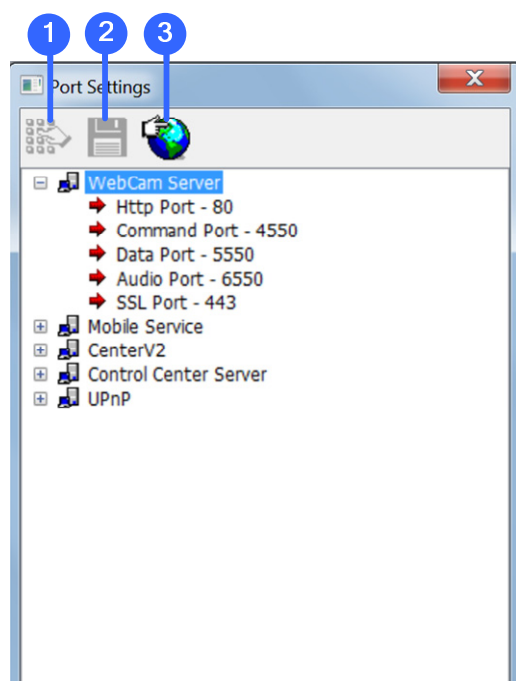 1 2 3
Port Settings
WebCam Server
Http Port - 80
Command Port - 4550
Data Port - 5550
Audio Port - 6550
SSL Port - 443
Mobile Service
CenterV2
Control Center Server
UPnP